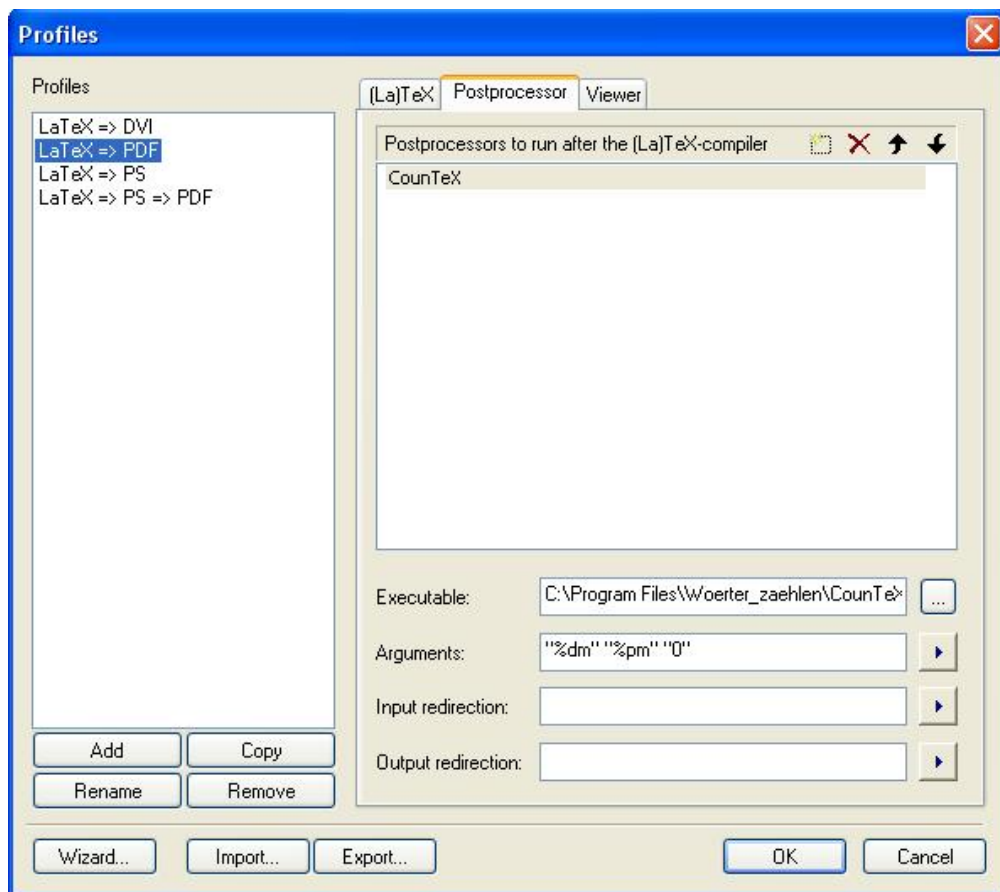 Profiles
Profiles
LaTeX => DVI
LaTeX => PDF
LaTeX => PS
LaTeX => PS => PDF
Add
Copy
Rename
Remove
(La)TeX
Postprocessor
Viewer
Postprocessors to run after the (La)TeX-compiler
CounTeX
Executable:
C:\Program Files\Woerter_zaehlen\CounTeX
...
Arguments:
"%dm" "%pm" "0"
Input redirection:
Output redirection:
Wizard...
Import...
Export...
OK
Cancel